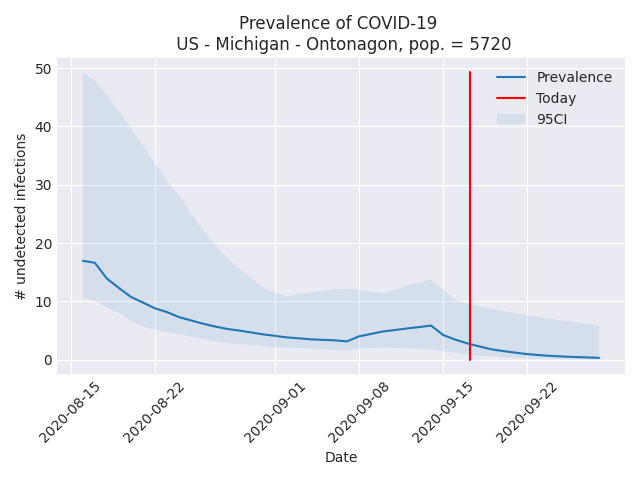 Prevalence of COVID-19
US - Michigan - Ontonagon, pop. = 5720
# undetected infections
50
40
30
20
10
0
Prevalence
Today
95CI
2020-08-15
2020-08-22
2020-09-01
2020-09-08
2020-09-15
2020-09-22
Date